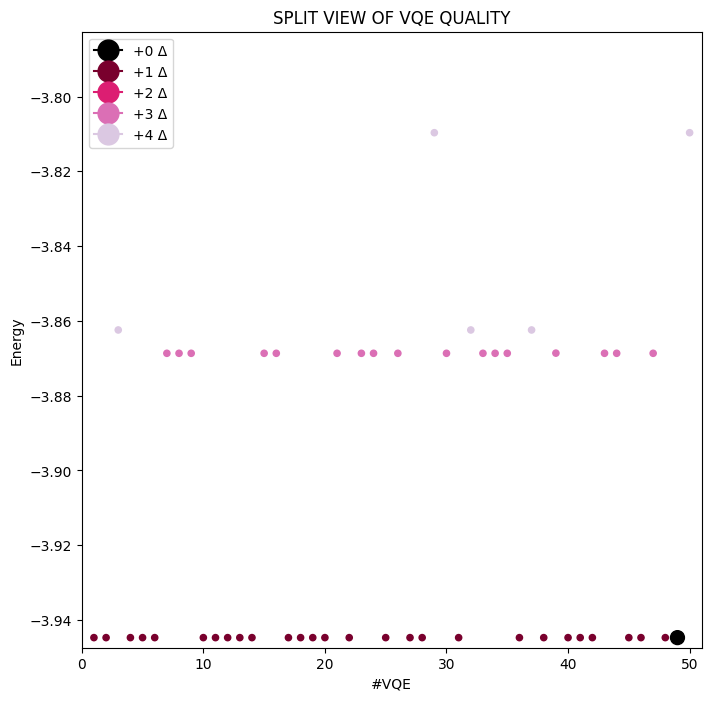 SPLIT VIEW OF VQE QUALITY
+0 Δ
+1 Δ
+2 Δ
+3 Δ
+4 Δ
Energy
−3.80
−3.82
−3.84
−3.86
−3.88
−3.90
−3.92
−3.94
0 10 20 30 40 50
#VQE